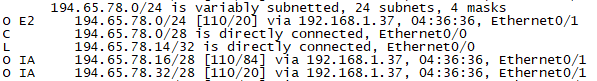 194.65.78.0/24 is variably subnetted, 24 subnets, 4 masks
O E2 194.65.78.0/24 [110/20] via 192.168.1.37, 04:36:36, Ethernet0/1
C 194.65.78.0/28 is directly connected, Ethernet0/0
L 194.65.78.14/32 is directly connected, Ethernet0/0
O IA 194.65.78.16/28 [110/84] via 192.168.1.37, 04:36:36, Ethernet0/1
O IA 194.65.78.32/28 [110/20] via 192.168.1.37, 04:36:36, Ethernet0/1